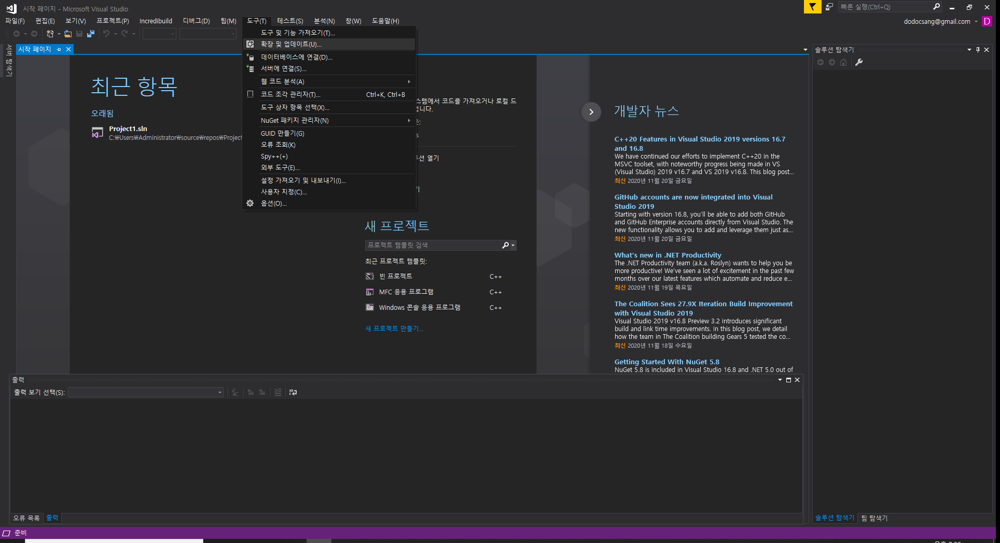 시작 페이지 - Microsoft Visual Studio
빠른 실행(Ctrl+Q)
파일(F) 편집(E) 보기(V) 프로젝트(P) Incredibuild 디버그(D) 팀(M) 도구(T) 테스트(S) 분석(N) 창(W) 도움말(H)
dodocsang@gmail.com D
서버 탐색기
시작 페이지
도구 및 기능 가져오기(T)...
확장 및 업데이트(U)...
데이터베이스에 연결(D)...
서버에 연결(S)...
웹 코드 분석(A)
코드 조각 관리자(T)... Ctrl+K, Ctrl+B
도구 상자 항목 선택(X)...
NuGet 패키지 관리자(N)
GUID 만들기(G)
오류 조회(K)
Spy++(+)
외부 도구(E)...
설정 가져오기 및 내보내기(I)...
사용자 지정(C)...
옵션(O)...
최근 항목
오래됨
Project1.sln
C:₩Users₩Administrator₩source₩repos₩Project
스템에서 코드를 가져오거나 로컬 드
니다.
s
션 열기
기
새 프로젝트
프로젝트 템플릿 검색
최근 프로젝트 템플릿:
빈 프로젝트 C++
MFC 응용 프로그램 C++
Windows 콘솔 응용 프로그램 C++
새 프로젝트 만들기...
개발자 뉴스
C++20 Features in Visual Studio 2019 versions 16.7
and 16.8
We have continued our efforts to implement C++20 in the
MSVC toolset, with noteworthy progress being made in VS
(Visual Studio) 2019 v16.7 and VS 2019 v16.8. This blog post...
최신 2020년 11월 20일 금요일
GitHub accounts are now integrated into Visual
Studio 2019
Starting with version 16.8, you'll be able to add both GitHub
and GitHub Enterprise accounts directly from Visual Studio. The
new functionality allows you to add and leverage them just as...
최신 2020년 11월 20일 금요일
What's new in .NET Productivity
The .NET Productivity team (a.k.a. Roslyn) wants to help you be
more productive! We've seen a lot of excitement in the past few
months over our latest features which automate and reduce e...
최신 2020년 11월 19일 목요일
The Coalition Sees 27.9X Iteration Build Improvement
with Visual Studio 2019
Visual Studio 2019 v16.8 Preview 3.2 introduces significant
build and link time improvements. In this blog post, we detail
how the team in The Coalition building Gears 5 tested the co...
최신 2020년 11월 18일 수요일
Getting Started With NuGet 5.8
NuGet 5.8 is included in Visual Studio 16.8 and .NET 5.0 out of
솔루션 탐색기
출력
출력 보기 선택(S):
오류 목록 출력
솔루션 탐색기 팀 탐색기
준비